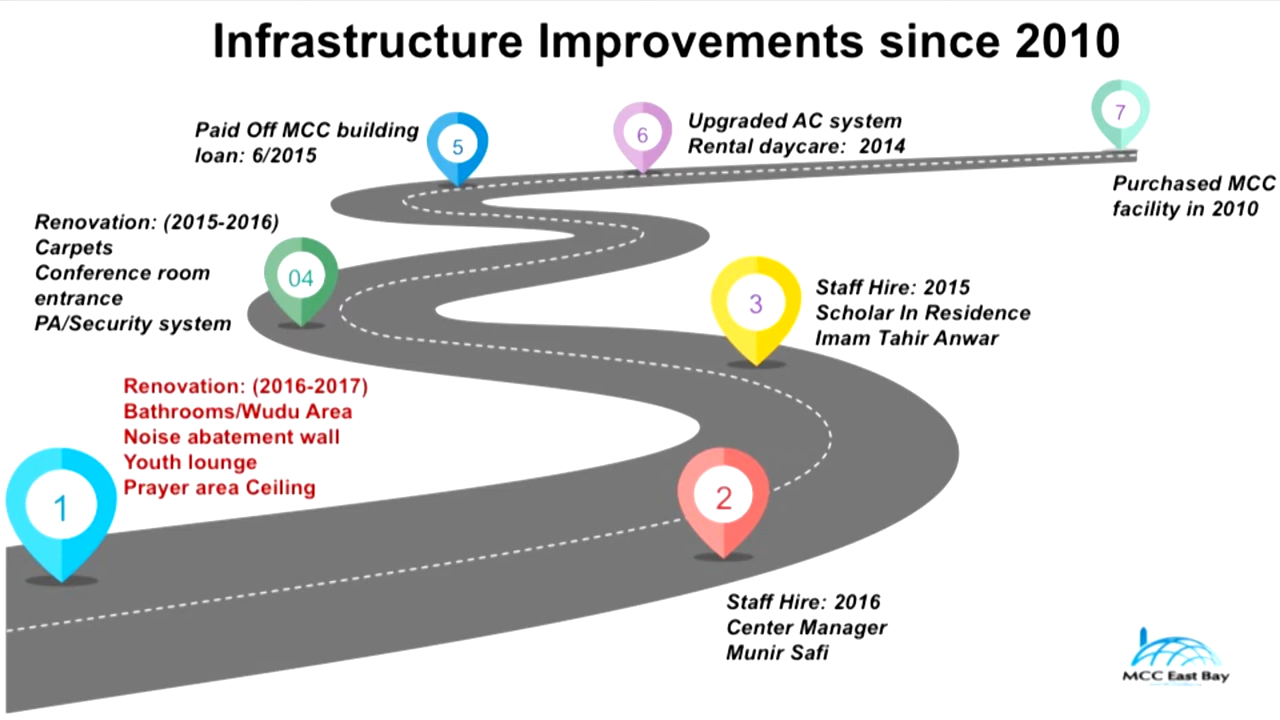 Infrastructure Improvements since 2010
Paid Off MCC building
loan: 6/2015
5
6
Upgraded AC system
Rental daycare: 2014
7
Purchased MCC
facility in 2010
Renovation: (2015-2016)
Carpets
Conference room
entrance
PA/Security system
04
3
Staff Hire: 2015
Scholar In Residence
Imam Tahir Anwar
Renovation: (2016-2017)
Bathrooms/Wudu Area
Noise abatement wall
Youth lounge
Prayer area Ceiling
1
2
Staff Hire: 2016
Center Manager
Munir Safi
MCC East Bay